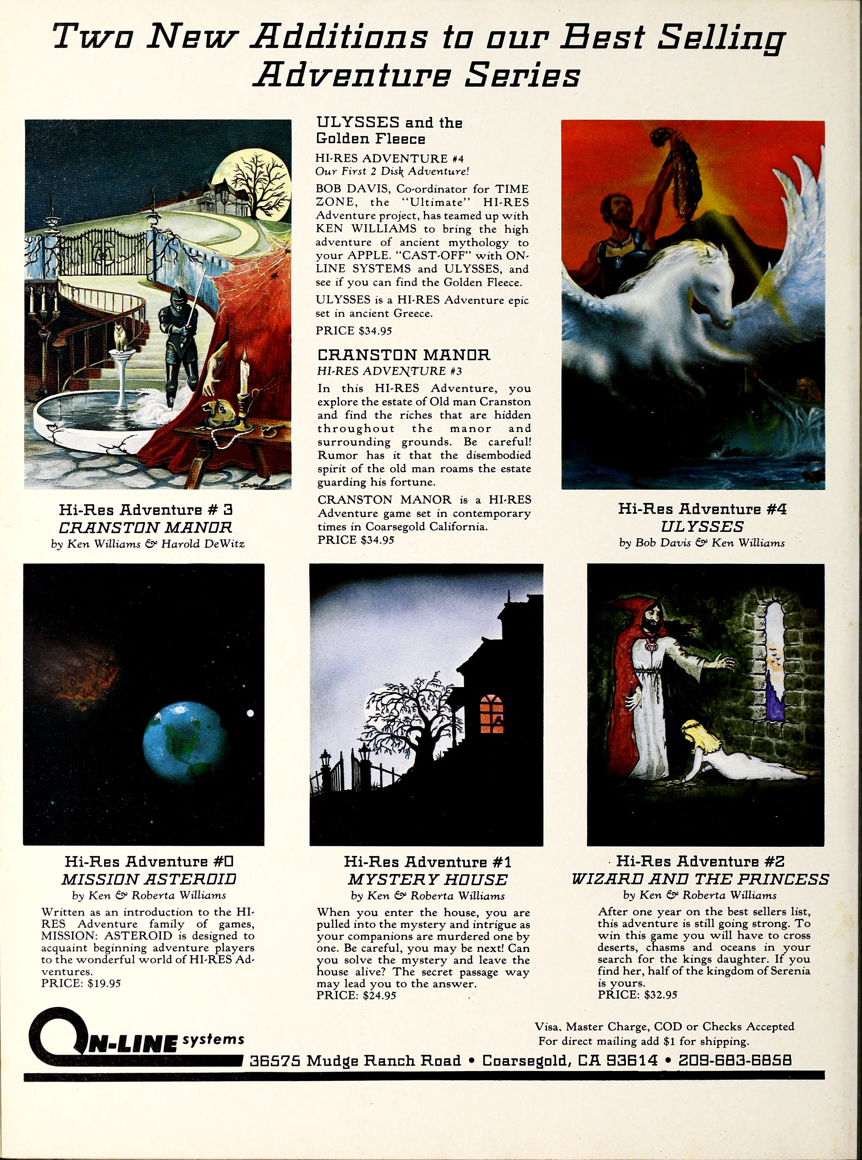 Two New Additions to our Best Selling
Adventure Series
ULYSSES and the
Golden Fleece
HI-RES ADVENTURE #4
Our First 2 Disk Adventure!
BOB DAVIS, Co-ordinator for TIME
ZONE, the "Ultimate" HI-RES
Adventure project, has teamed up with
KEN WILLIAMS to bring the high
adventure of ancient mythology to
your APPLE. "CAST-OFF" with ON-
LINE SYSTEMS and ULYSSES, and
see if you can find the Golden Fleece.
ULYSSES is a HI-RES Adventure epic
set in ancient Greece.
PRICE $34.95
CRANSTON MANOR
HI-RES ADVENTURE #3
In this HI-RES Adventure, you
explore the estate of Old man Cranston
and find the riches that are hidden
throughout the manor and
surrounding grounds. Be careful!
Rumor has it that the disembodied
spirit of the old man roams the estate
guarding his fortune.
CRANSTON MANOR is a HI-RES
Adventure game set in contemporary
times in Coarsegold California.
PRICE $34.95
Hi-Res Adventure # 3
CRANSTON MANOR
by Ken Williams & Harold DeWitz
Hi-Res Adventure #4
ULYSSES
by Bob Davis & Ken Williams
Hi-Res Adventure #0
MISSION ASTEROID
by Ken & Roberta Williams
Written as an introduction to the HI-
RES Adventure family of games,
MISSION: ASTEROID is designed to
acquaint beginning adventure players
to the wonderful world of HI-RES Ad-
ventures.
PRICE: $19.95
Hi-Res Adventure #1
MYSTERY HOUSE
by Ken & Roberta Williams
When you enter the house, you are
pulled into the mystery and intrigue as
your companions are murdered one by
one. Be careful, you may be next! Can
you solve the mystery and leave the
house alive? The secret passage way
may lead you to the answer.
PRICE: $24.95
Hi-Res Adventure #2
WIZARD AND THE PRINCESS
by Ken & Roberta Williams
After one year on the best sellers list,
this adventure is still going strong. To
win this game you will have to cross
deserts, chasms and oceans in your
search for the kings daughter. If you
find her, half of the kingdom of Serenia
is yours.
PRICE: $32.95
ON-LINE systems
Visa, Master Charge, COD or Checks Accepted
For direct mailing add $1 for shipping.
36575 Mudge Ranch Road • Coarsegold, CA 93614 • 209-683-6858